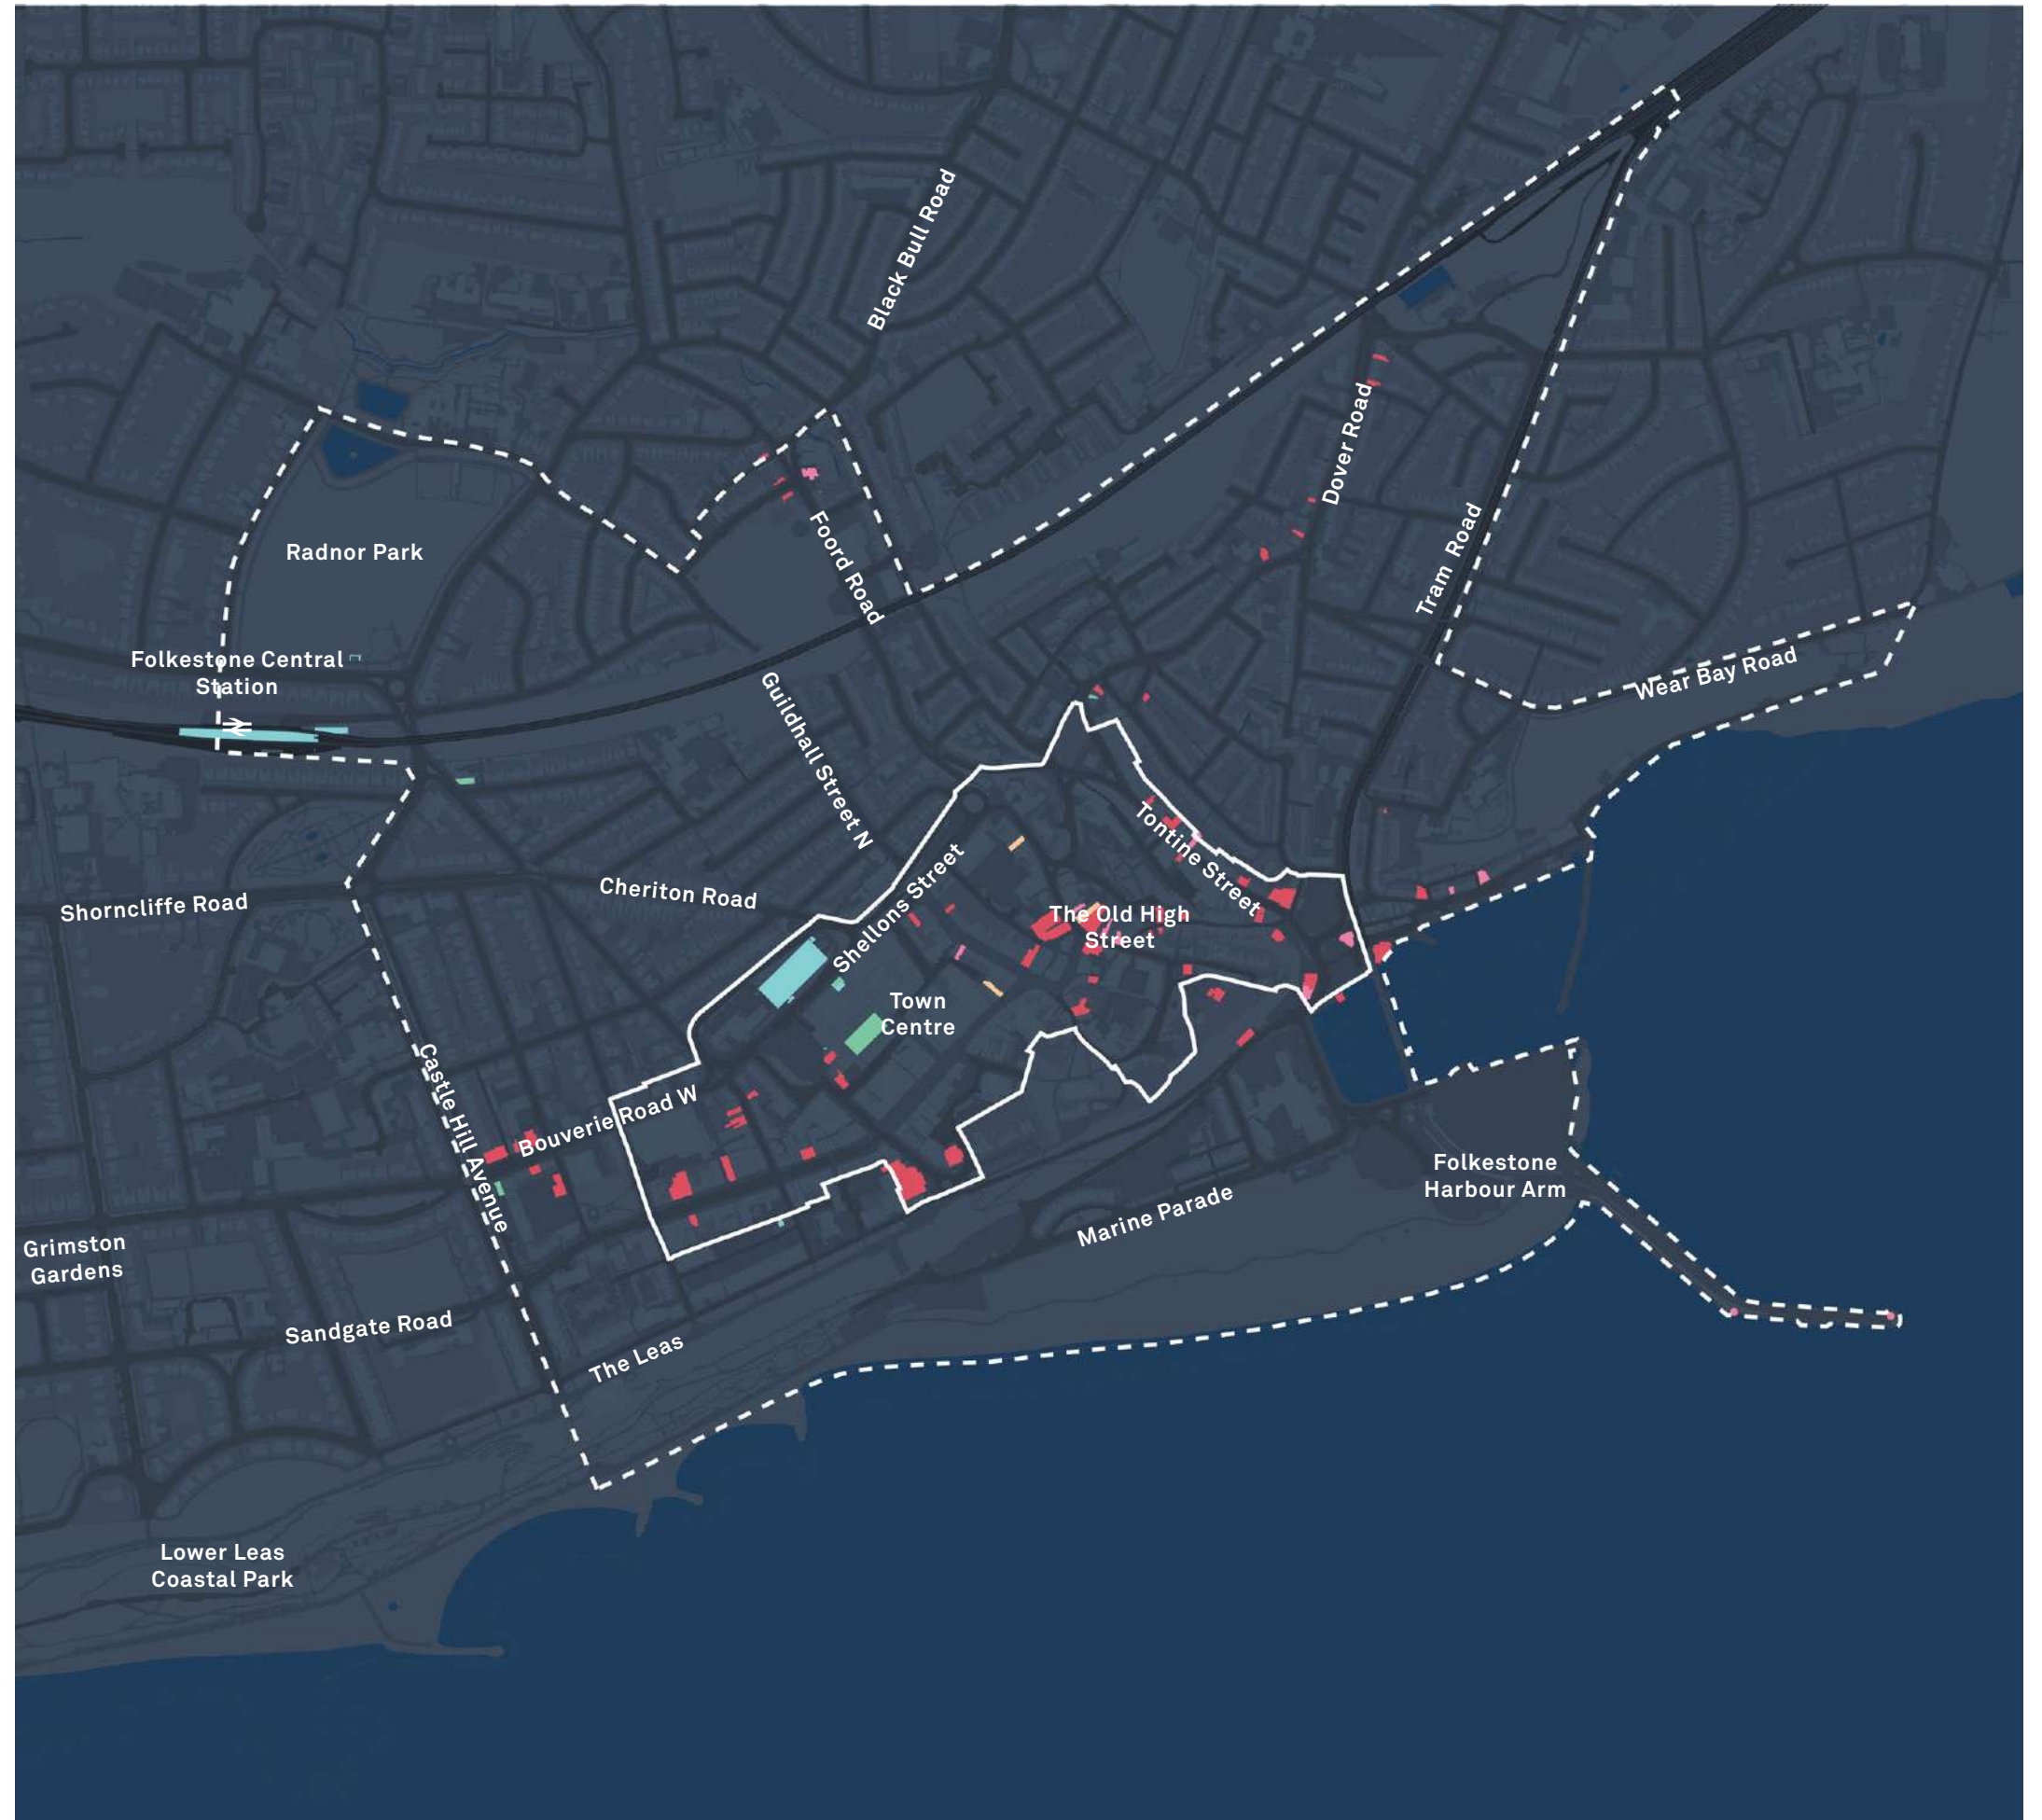 Black Bull Road
Dover Road
Radnor Park
Foord Road
Tram Road
Folkestone Central
Station
Wear Bay Road
Guildhall Street N
Tontine Street
Shellons Street
Cheriton Road
Shorncliffe Road
The Old High
Street
Town
Centre
Castle Hill Avenue
Bouverie Road W
Folkestone
Harbour Arm
Marine Parade
Grimston
Gardens
Sandgate Road
The Leas
Lower Leas
Coastal Park